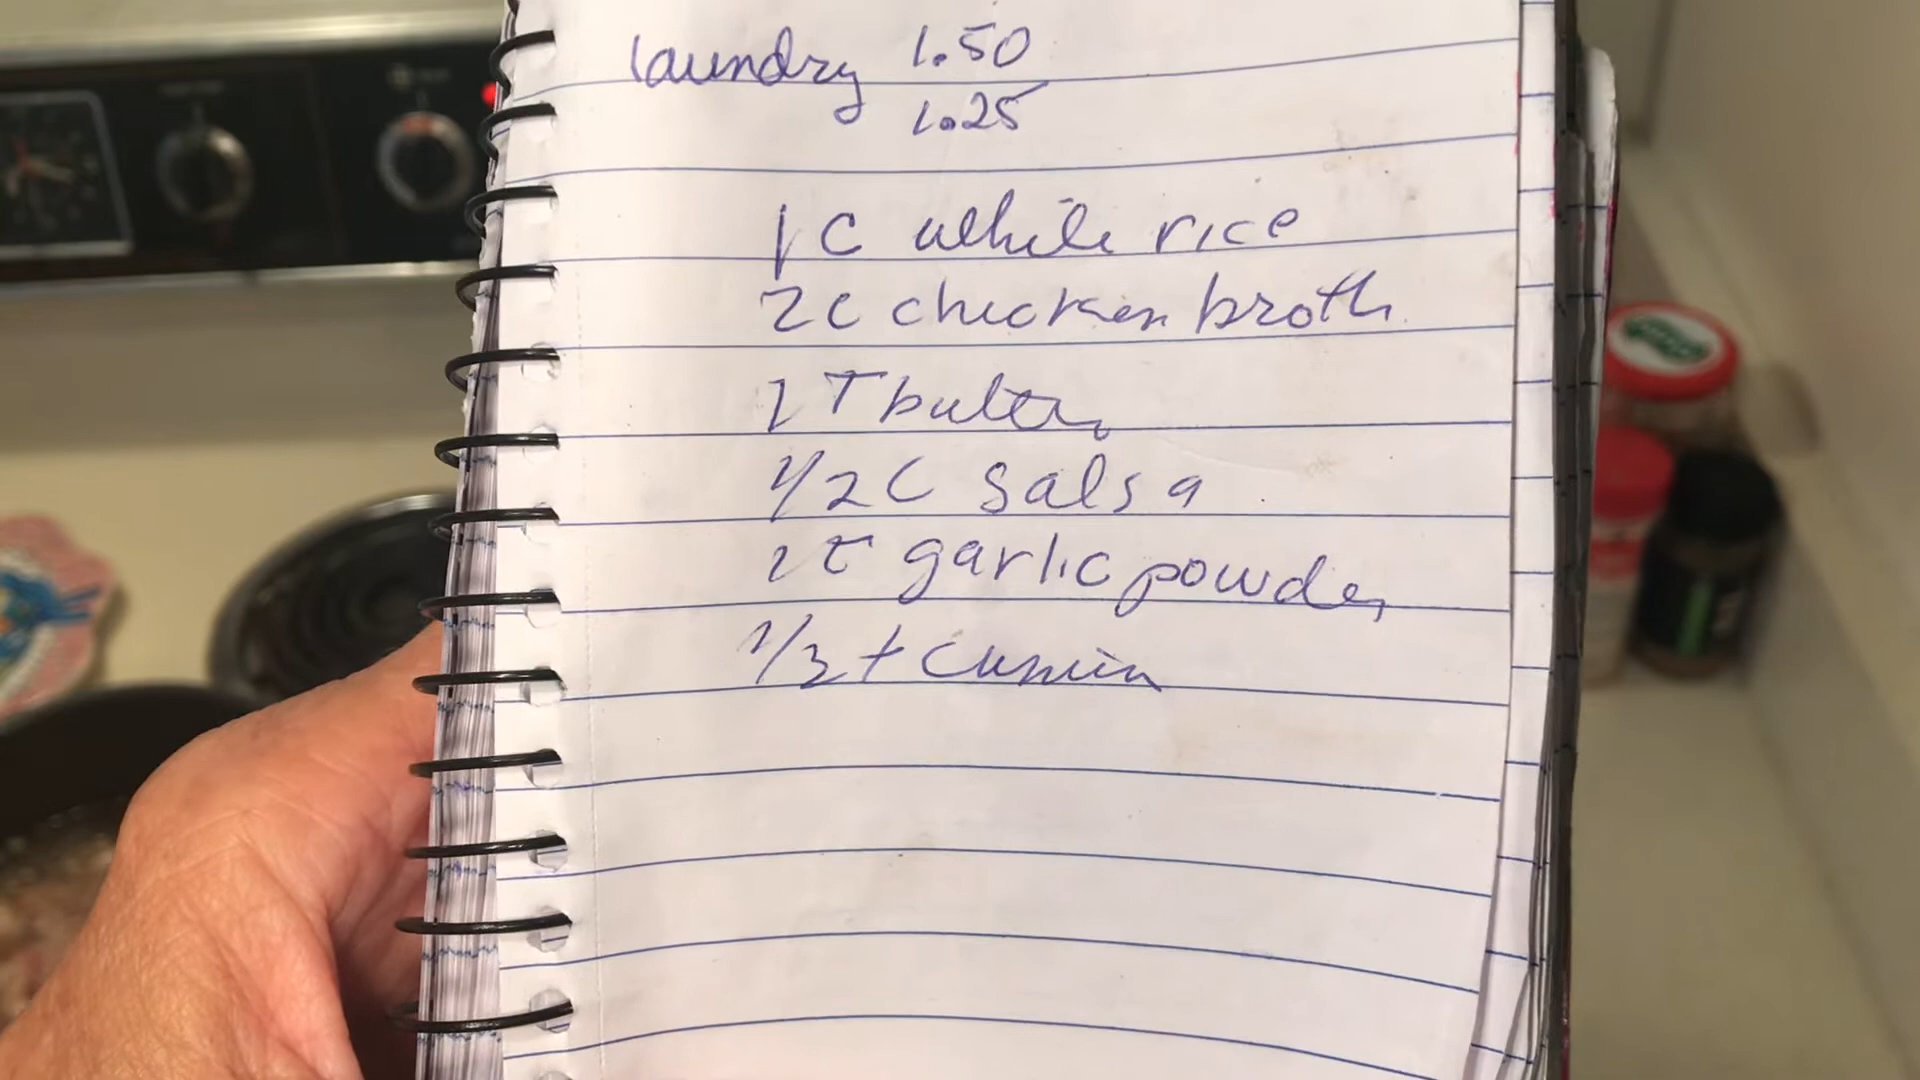 laundry 1.50
1.25
1 C white rice
2 C chicken broth
1 T butter
1/2 C salsa
1 t garlic powder
1/3 t cumin